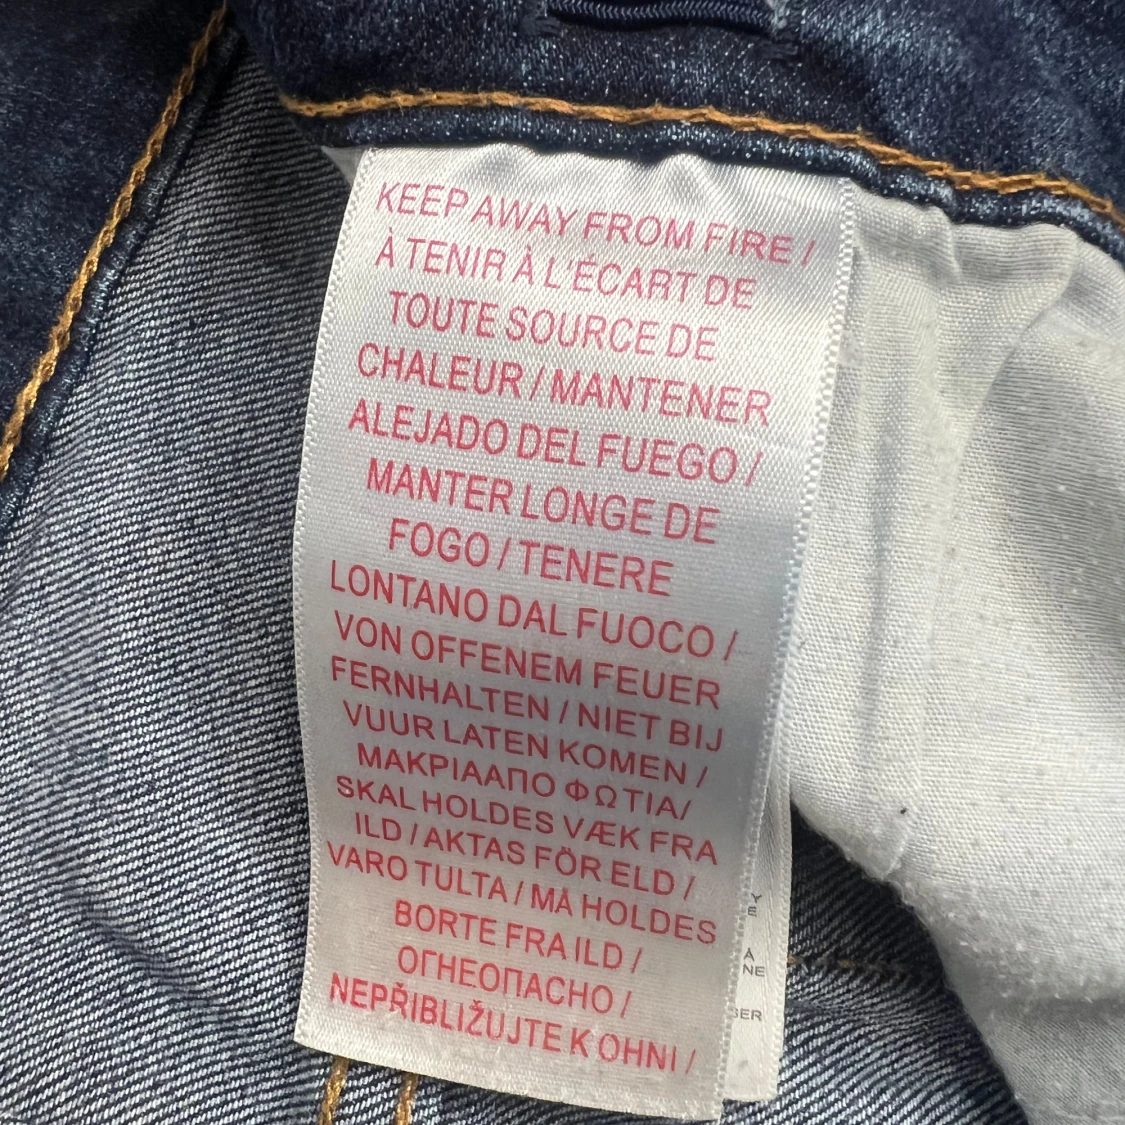 KEEP AWAY FROM FIRE /
À TENIR À L'ÉCART DE
TOUTE SOURCE DE
CHALEUR / MANTENER
ALEJADO DEL FUEGO /
MANTER LONGE DE
FOGO / TENERE
LONTANO DAL FUOCO /
VON OFFENEM FEUER
FERNHALTEN / NIET BIJ
VUUR LATEN KOMEN /
ΜΑΚΡΙΑΑΠΟ ΦΩΤΙΑ/
SKAL HOLDES VÆK FRA
ILD / AKTAS FÖR ELD /
VARO TULTA / MÅ HOLDES
BORTE FRA ILD /
ОГНЕОПАСНО /
NEPŘIBLIŽUJTE K OHNI /